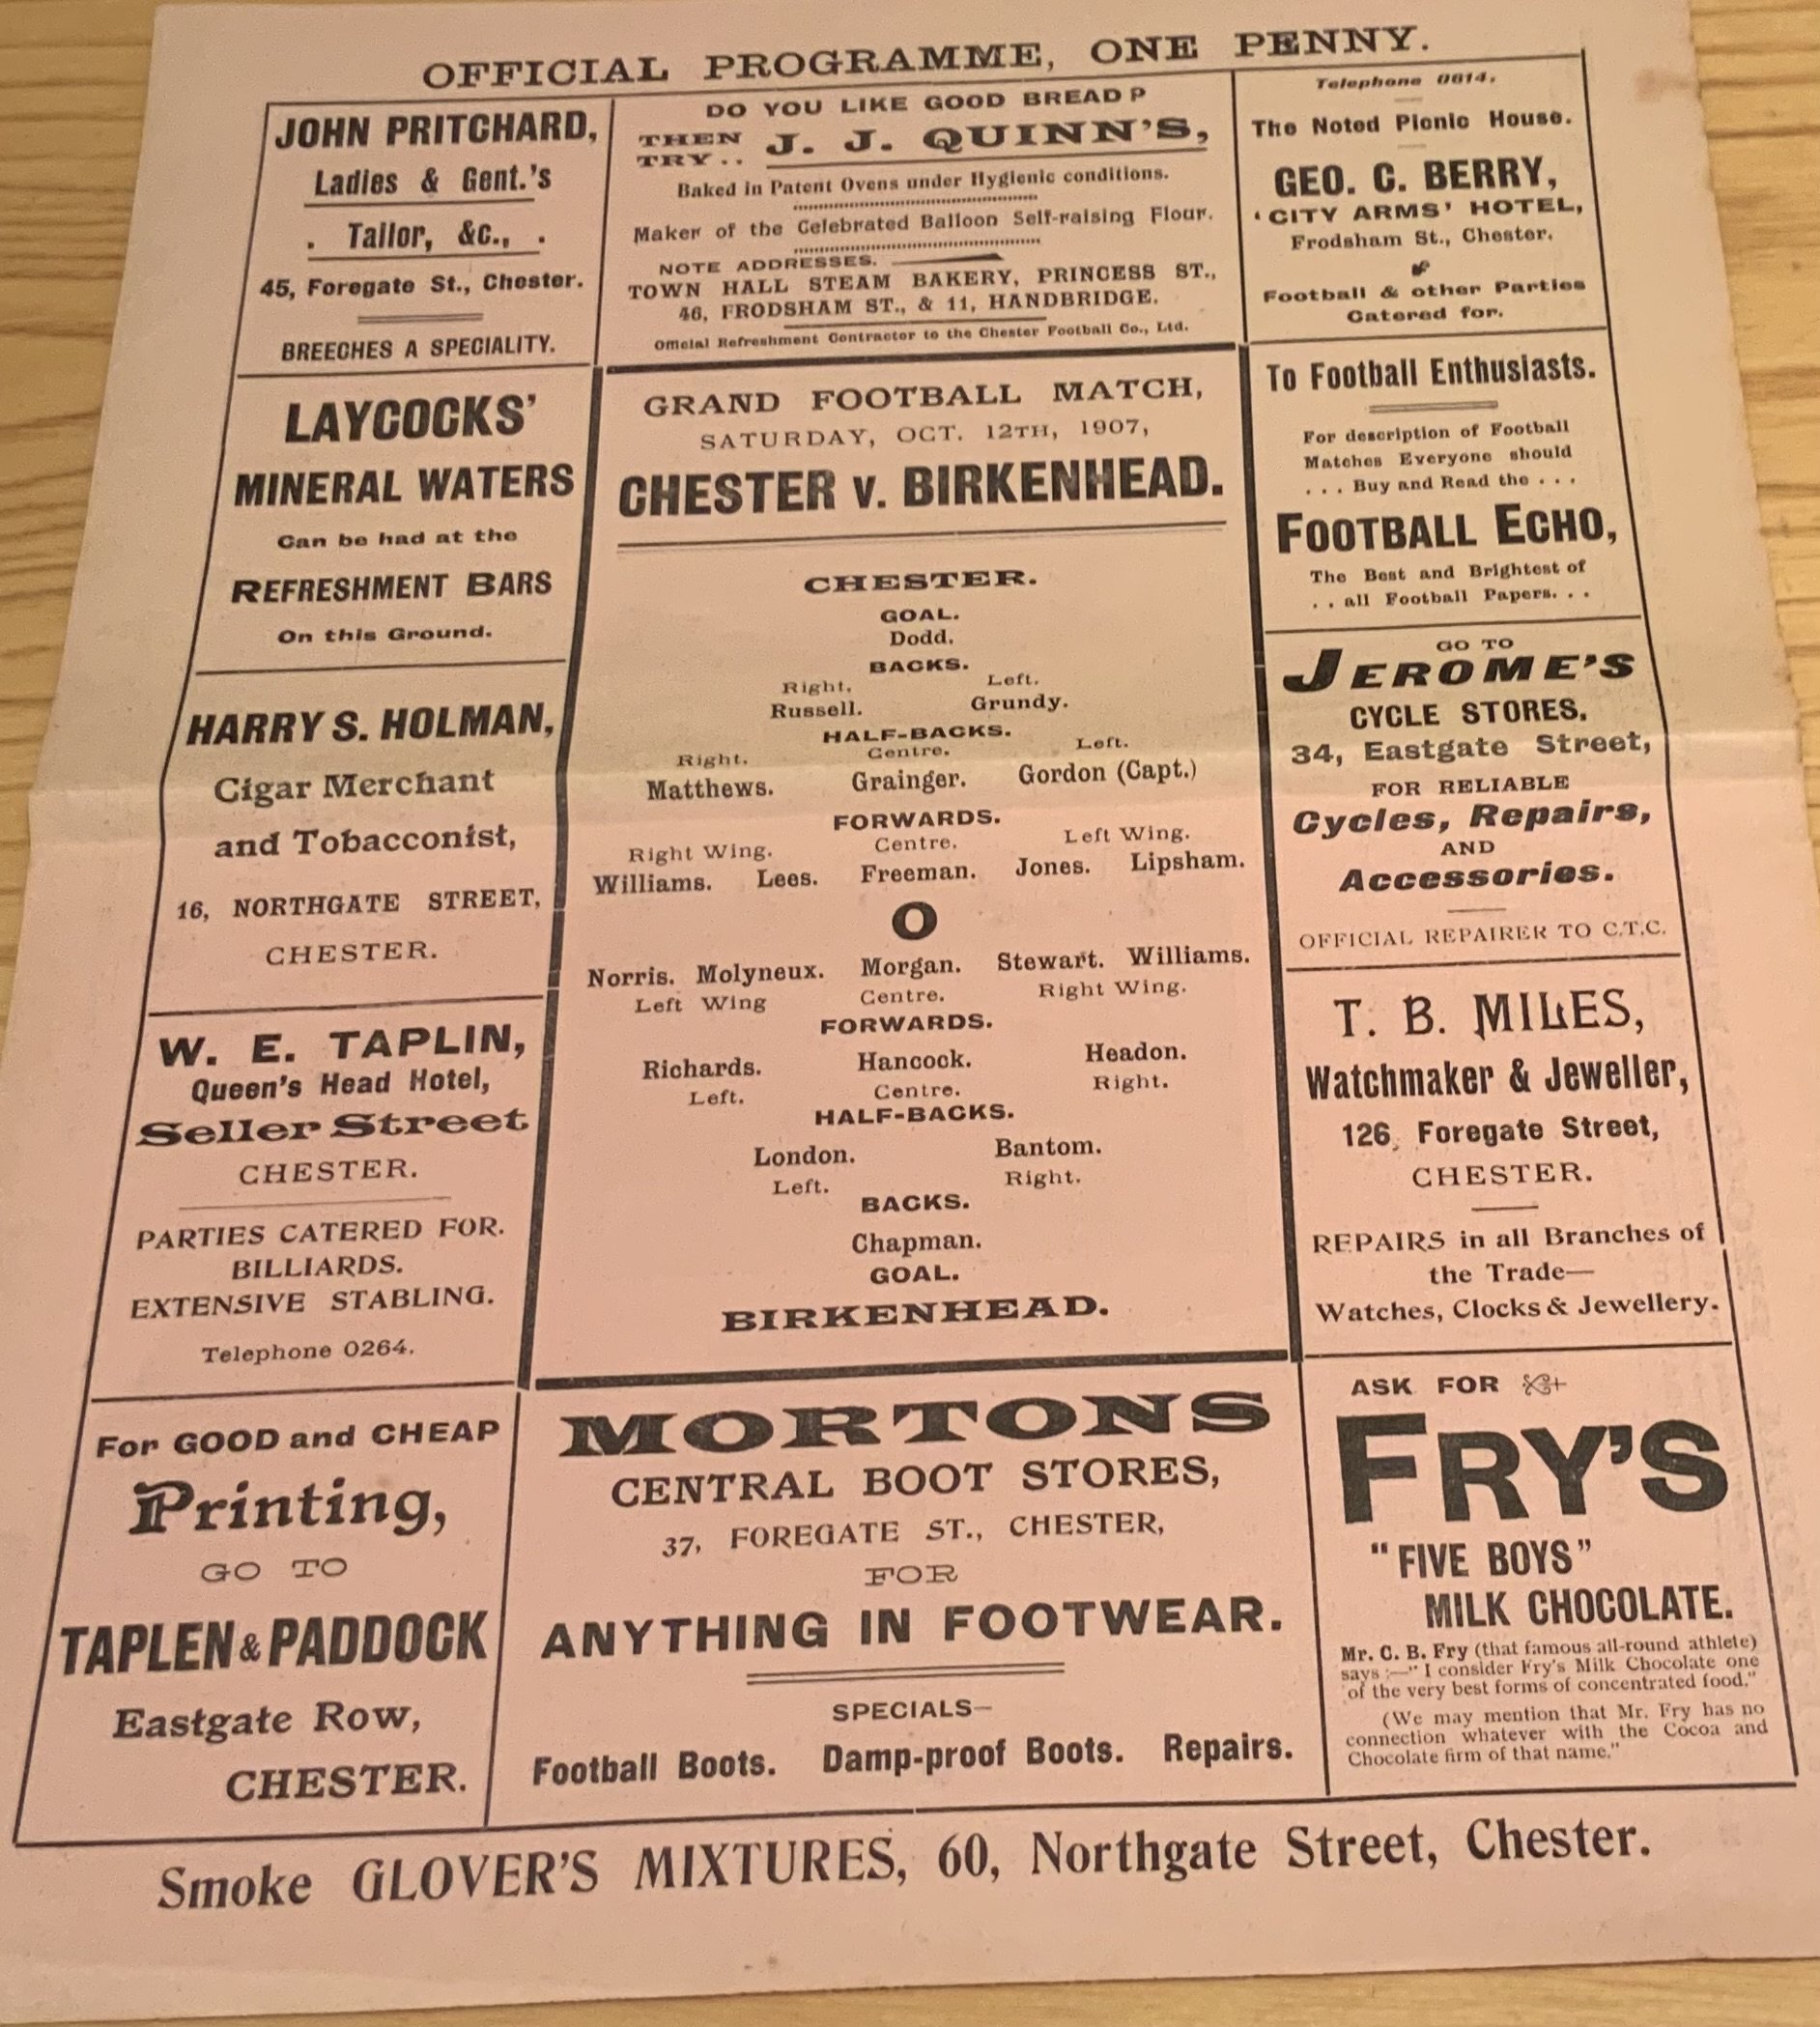 OFFICIAL PROGRAMME, ONE PENNY.
JOHN PRITCHARD,
Ladies & Gent.'s
. Tailor, &c., .
45, Foregate St., Chester.
BREECHES A SPECIALITY.
DO YOU LIKE GOOD BREAD P
THEN
TRY . .
J. J. QUINN'S,
Baked in Patent Ovens under Hygienic conditions.
Maker of the Celebrated Balloon Self-raising Flour.
NOTE ADDRESSES.
TOWN HALL STEAM BAKERY, PRINCESS ST.,
46, FRODSHAM ST., & 11, HANDBRIDGE.
Official Refreshment Contractor to the Chester Football Co., Ltd.
Telephone 0614.
The Noted Picnic House.
GEO. C. BERRY,
'CITY ARMS' HOTEL,
Frodsham St., Chester.
Football & other Parties
Catered for.
LAYCOCKS'
MINERAL WATERS
Can be had at the
REFRESHMENT BARS
On this Ground.
HARRY S. HOLMAN,
Cigar Merchant
and Tobacconist,
16, NORTHGATE STREET,
CHESTER.
W. E. TAPLIN,
Queen's Head Hotel,
Seller Street
CHESTER.
PARTIES CATERED FOR.
BILLIARDS.
EXTENSIVE STABLING.
Telephone 0264.
GRAND FOOTBALL MATCH,
SATURDAY, OCT. 12TH, 1907,
CHESTER v. BIRKENHEAD.
CHESTER.
GOAL.
Dodd.
BACKS.
Right. Left.
Russell. Grundy.
HALF-BACKS.
Right. Centre. Left.
Matthews. Grainger. Gordon (Capt.)
FORWARDS.
Right Wing. Centre. Left Wing.
Williams. Lees. Freeman. Jones. Lipsham.
O
Norris. Molyneux. Morgan. Stewart. Williams.
Left Wing Centre. Right Wing.
FORWARDS.
Richards. Hancock. Headon.
Left. Centre. Right.
HALF-BACKS.
London. Bantom.
Left. Right.
BACKS.
Chapman.
GOAL.
BIRKENHEAD.
To Football Enthusiasts.
For description of Football
Matches Everyone should
. . . Buy and Read the . . .
FOOTBALL ECHO,
The Best and Brightest of
. . all Football Papers. . .
GO TO
JEROME'S
CYCLE STORES.
34, Eastgate Street,
FOR RELIABLE
Cycles, Repairs,
AND
Accessories.
OFFICIAL REPAIRER TO C.T.C.
T. B. MILES,
Watchmaker & Jeweller,
126, Foregate Street,
CHESTER.
REPAIRS in all Branches of
the Trade—
Watches, Clocks & Jewellery.
For GOOD and CHEAP
Printing,
GO TO
TAPLEN & PADDOCK
Eastgate Row,
CHESTER.
MORTONS
CENTRAL BOOT STORES,
37, FOREGATE ST., CHESTER,
FOR
ANYTHING IN FOOTWEAR.
SPECIALS—
Football Boots. Damp-proof Boots. Repairs.
ASK FOR
FRY'S
"FIVE BOYS"
MILK CHOCOLATE.
Mr. C. B. Fry (that famous all-round athlete)
says :—" I consider Fry's Milk Chocolate one
of the very best forms of concentrated food."
(We may mention that Mr. Fry has no
connection whatever with the Cocoa and
Chocolate firm of that name."
Smoke GLOVER'S MIXTURES, 60, Northgate Street, Chester.